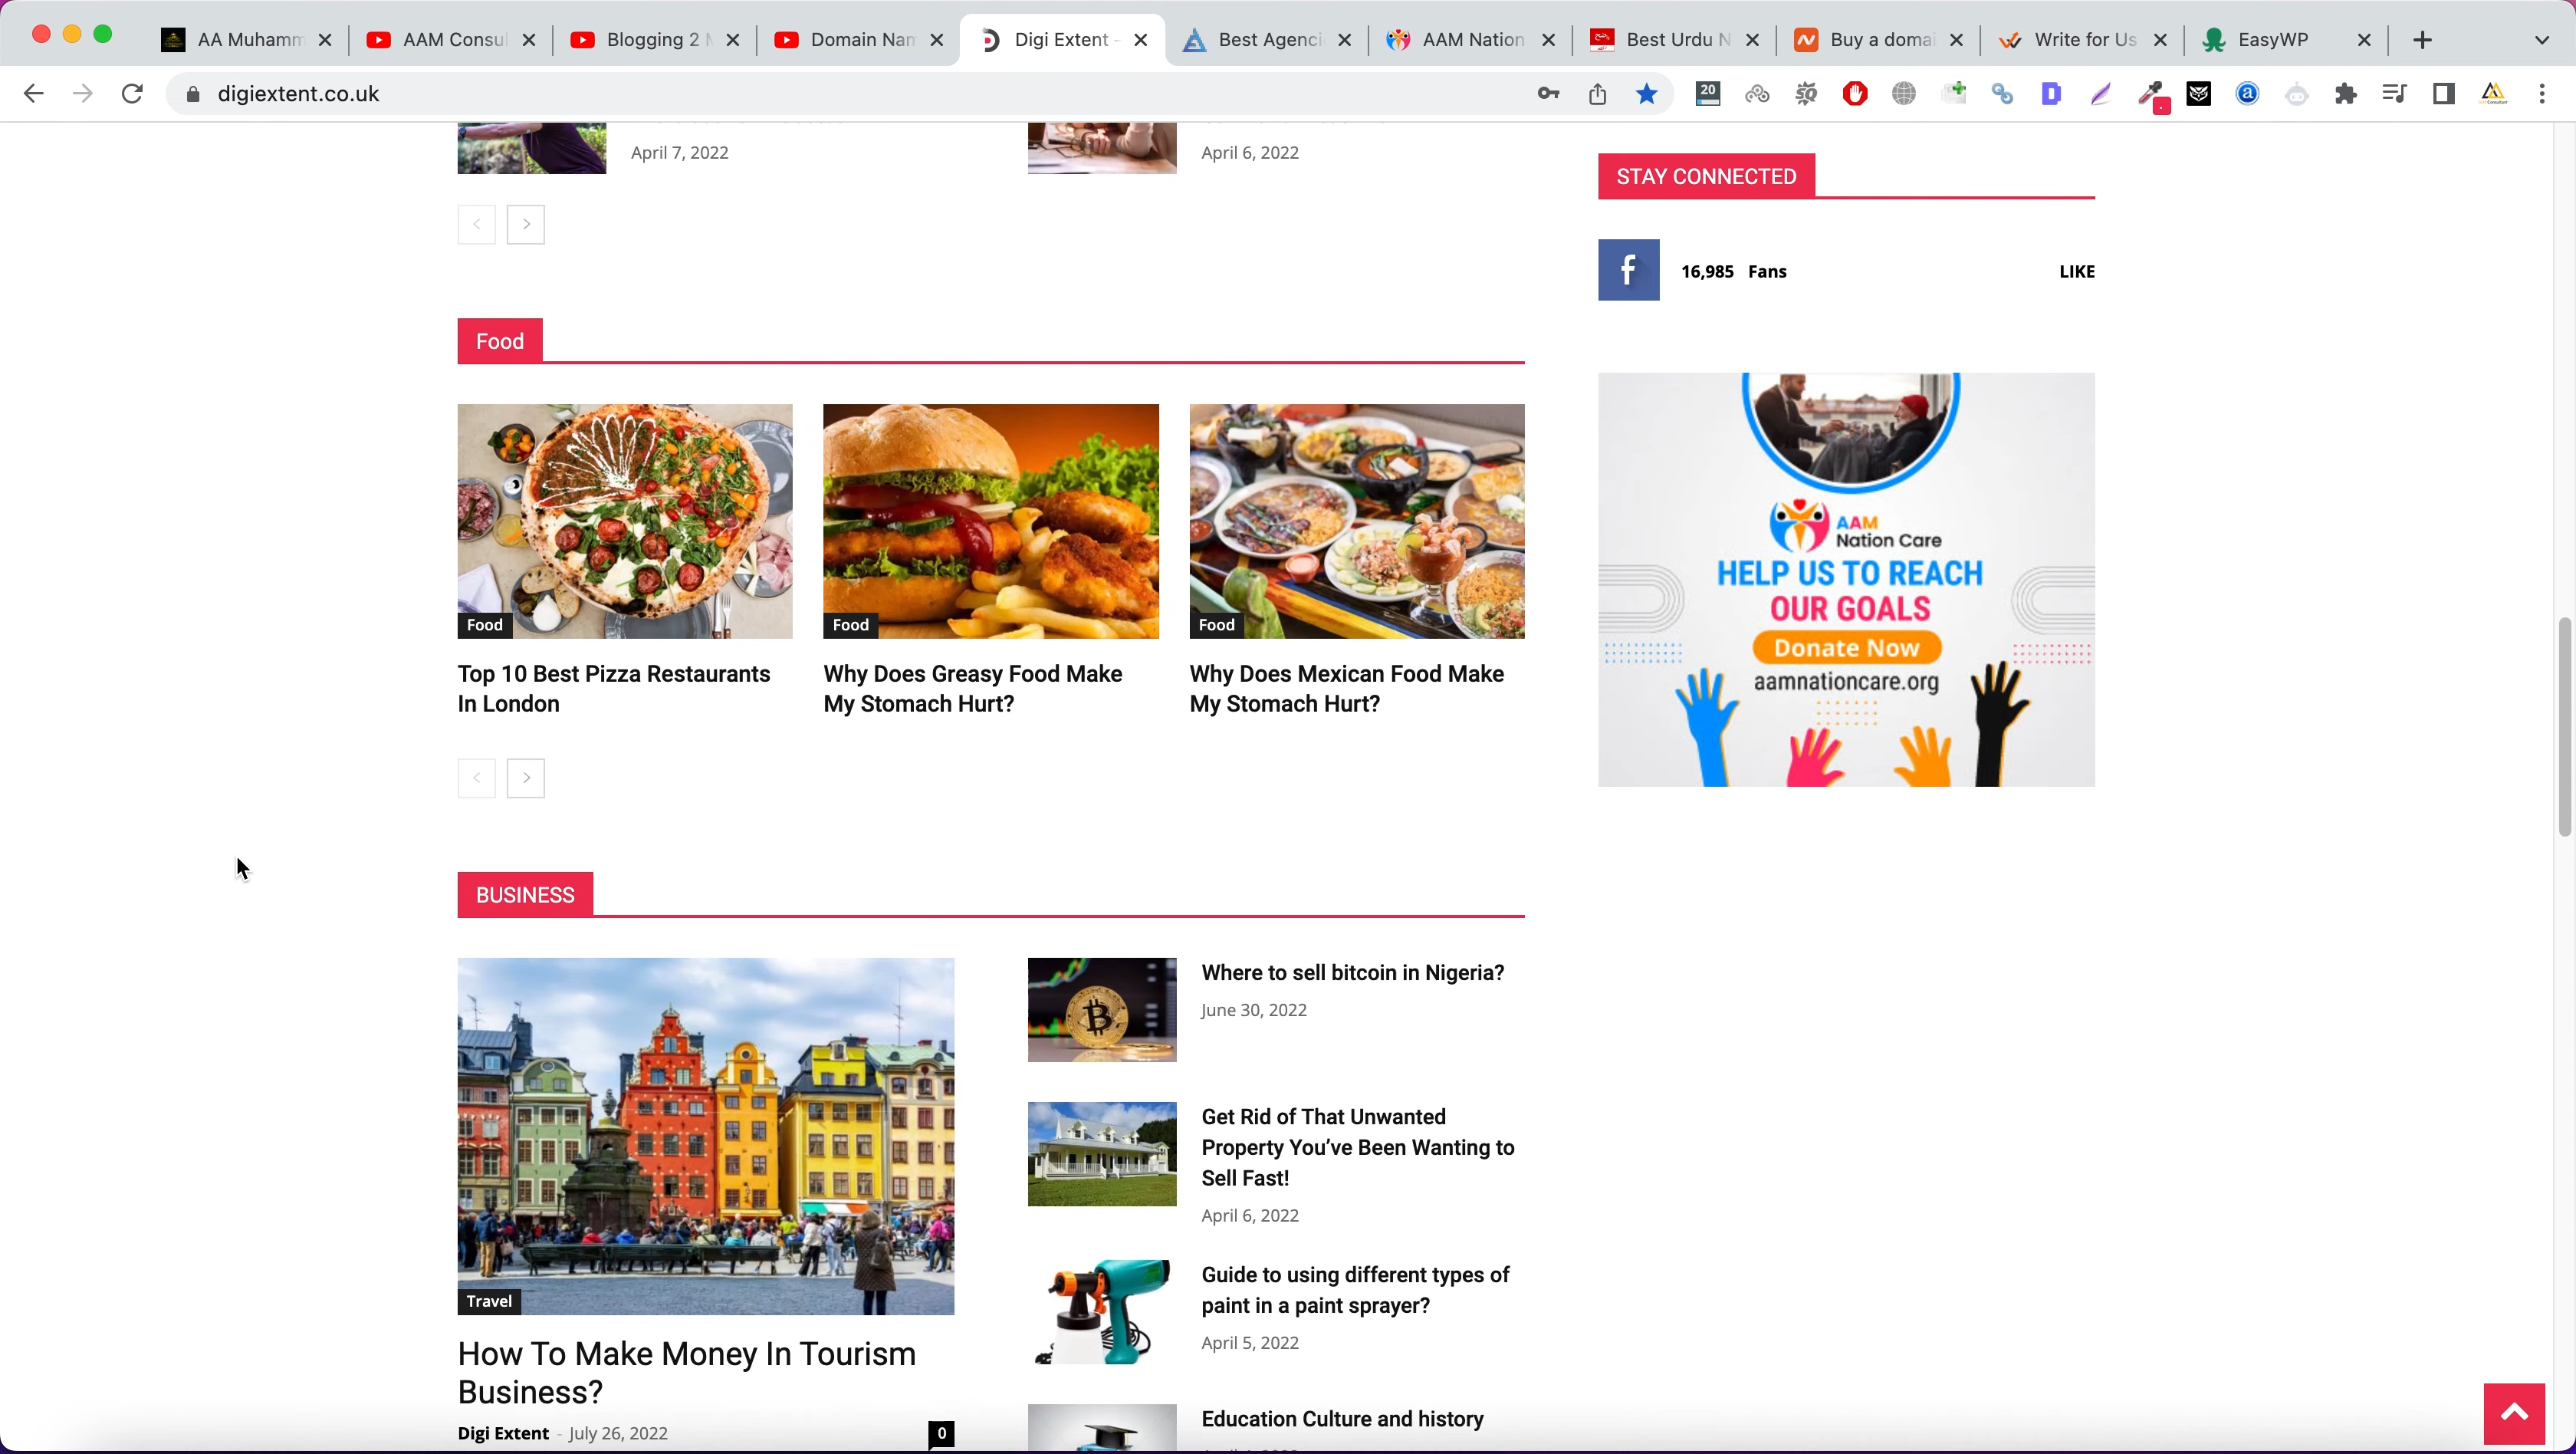 AA Muhamm
AAM Consul
Blogging 2 M
Domain Nam
Digi Extent -
Best Agenci
AAM Nation
Best Urdu N
Buy a domai
Write for Us
EasyWP
digiextent.co.uk
20
April 7, 2022
April 6, 2022
STAY CONNECTED
16,985 Fans
LIKE
Food
Food
Food
Food
Top 10 Best Pizza Restaurants
In London
Why Does Greasy Food Make
My Stomach Hurt?
Why Does Mexican Food Make
My Stomach Hurt?
AAM
Nation Care
HELP US TO REACH
OUR GOALS
Donate Now
aamnationcare.org
BUSINESS
Travel
How To Make Money In Tourism
Business?
Digi Extent - July 26, 2022
0
Where to sell bitcoin in Nigeria?
June 30, 2022
Get Rid of That Unwanted
Property You've Been Wanting to
Sell Fast!
April 6, 2022
Guide to using different types of
paint in a paint sprayer?
April 5, 2022
Education Culture and history